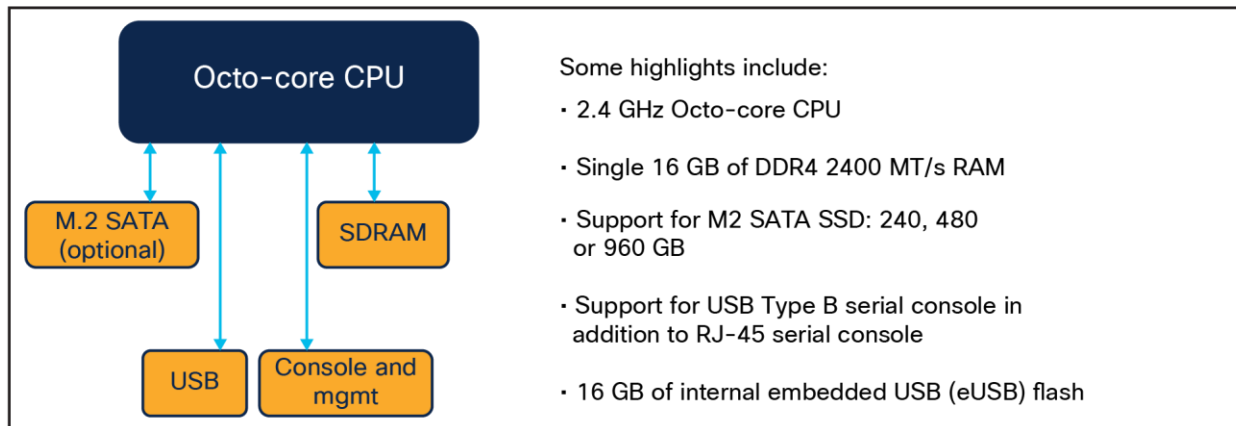 Octo-core CPU
M.2 SATA
(optional)
SDRAM
USB
Console and
mgmt
Some highlights include:
· 2.4 GHz Octo-core CPU
· Single 16 GB of DDR4 2400 MT/s RAM
· Support for M2 SATA SSD: 240, 480
or 960 GB
· Support for USB Type B serial console in
addition to RJ-45 serial console
· 16 GB of internal embedded USB (eUSB) flash